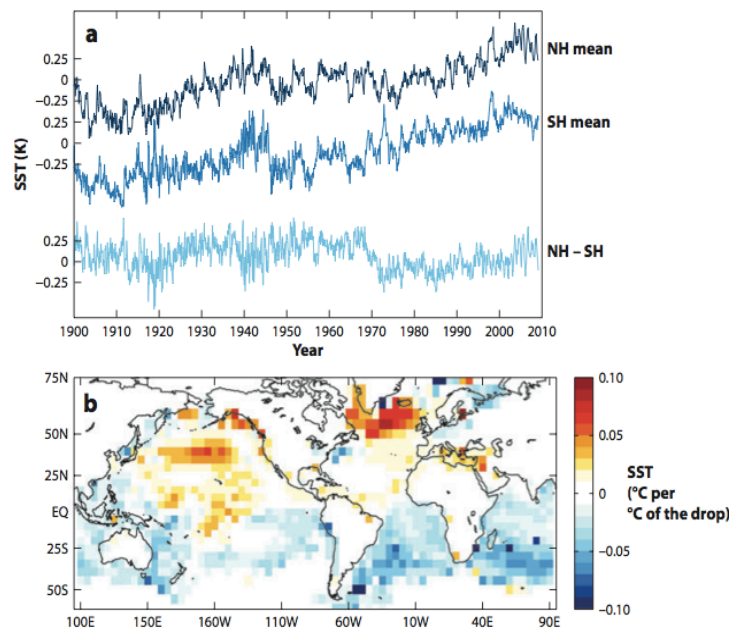 a
NH mean
SH mean
NH – SH
SST (K)
0.25
0
−0.25
0.25
0
−0.25
0.25
0
−0.25
1900 1910 1920 1930 1940 1950 1960 1970 1980 1990 2000 2010
Year
b
75N
50N
25N
EQ
25S
50S
100E 150E 160W 110W 60W 10W 40E 90E
0.10
0.05
0
−0.05
−0.10
SST
(°C per
°C of the drop)